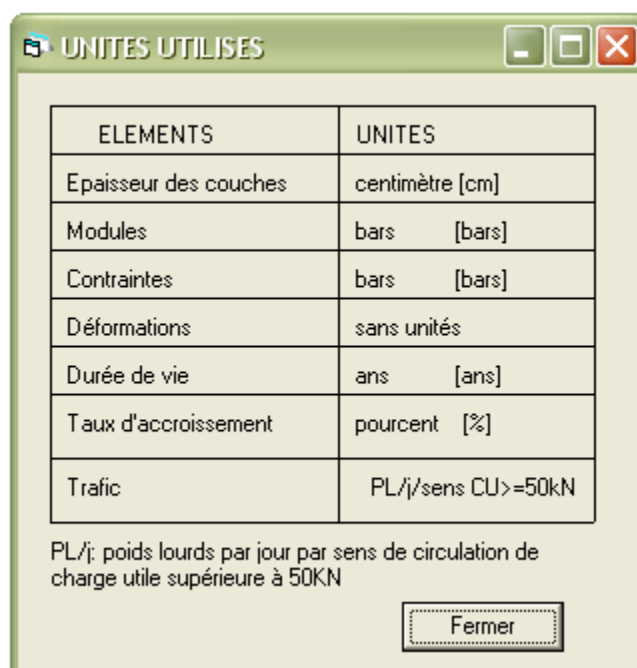 UNITES UTILISES
ELEMENTS UNITES
Epaisseur des couches centimètre [cm]
Modules bars [bars]
Contraintes bars [bars]
Déformations sans unités
Durée de vie ans [ans]
Taux d'accroissement pourcent [%]
Trafic PL/j/sens CU>=50kN
PL/j: poids lourds par jour par sens de circulation de
charge utile supérieure à 50KN
Fermer